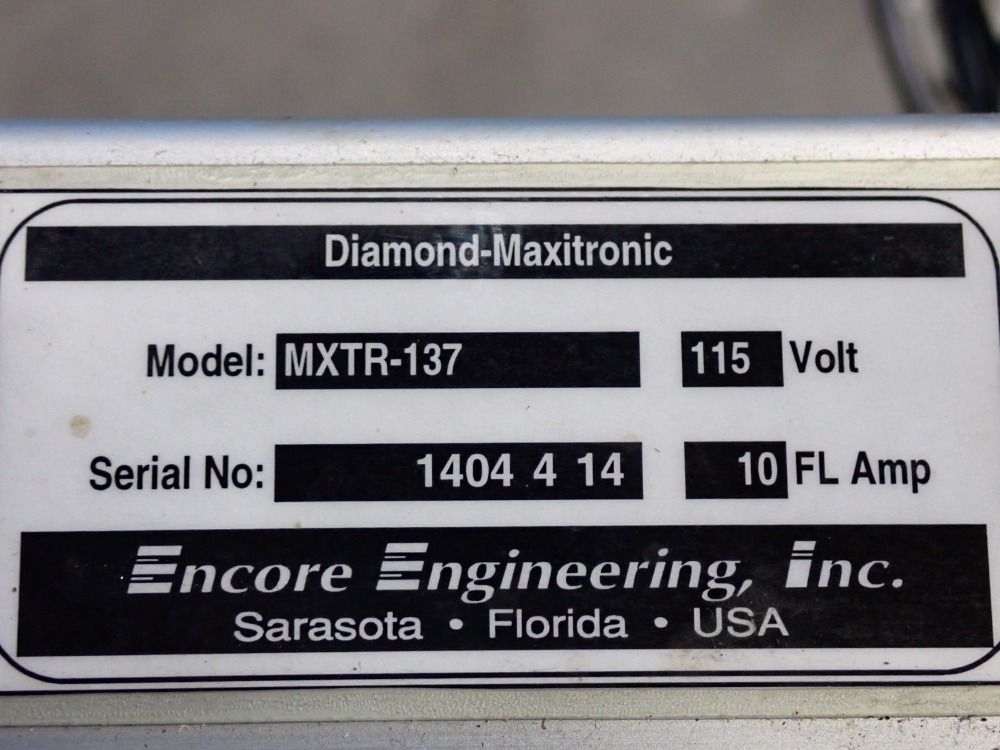 Diamond-Maxitronic
Model: MXTR-137 115 Volt
Serial No: 1404 4 14 10 FL Amp
Encore Engineering, Inc.
Sarasota • Florida • USA